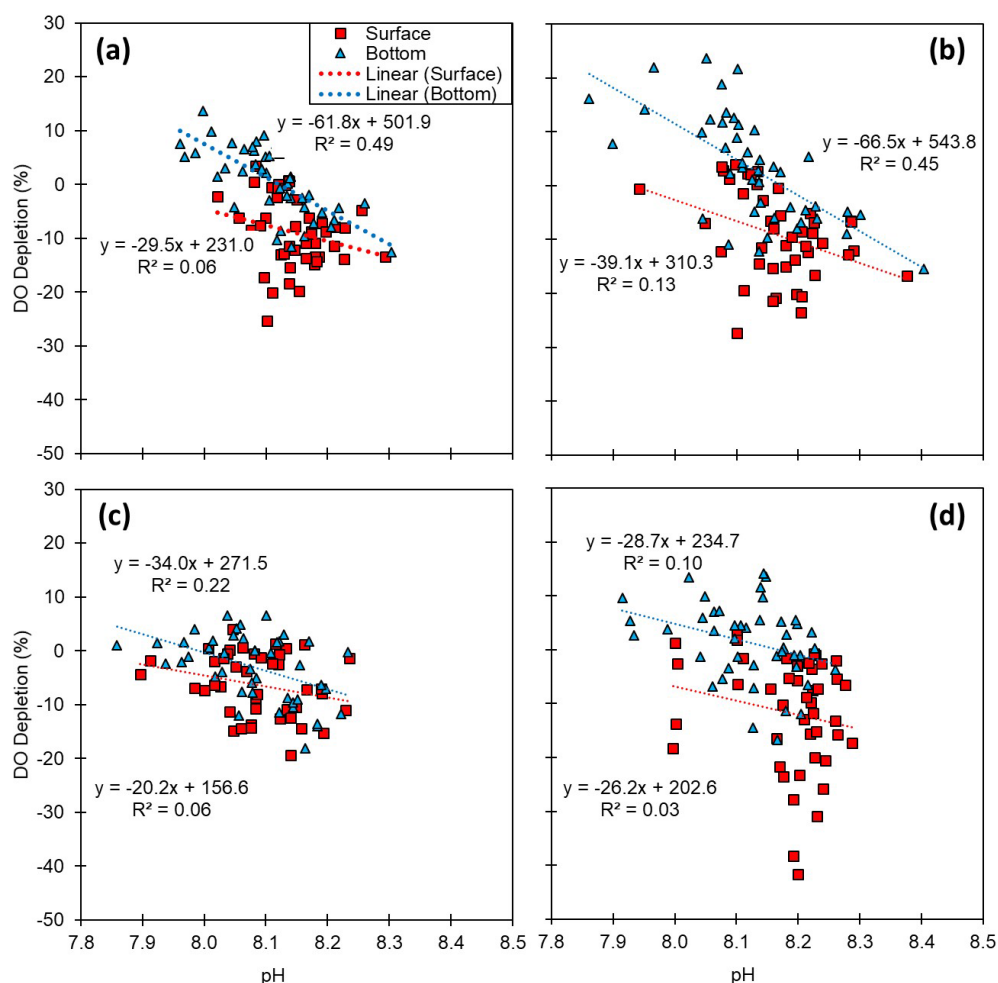 (a)
Surface
Bottom
Linear (Surface)
Linear (Bottom)
y = -61.8x + 501.9
R² = 0.49
y = -29.5x + 231.0
R² = 0.06
30
20
10
0
-10
-20
-30
-40
-50
DO Depletion (%)
(b)
y = -66.5x + 543.8
R² = 0.45
y = -39.1x + 310.3
R² = 0.13
(c)
y = -34.0x + 271.5
R² = 0.22
y = -20.2x + 156.6
R² = 0.06
30
20
10
0
-10
-20
-30
-40
-50
DO Depletion (%)
7.8 7.9 8.0 8.1 8.2 8.3 8.4 8.5
pH
(d)
y = -28.7x + 234.7
R² = 0.10
y = -26.2x + 202.6
R² = 0.03
7.8 7.9 8.0 8.1 8.2 8.3 8.4 8.5
pH